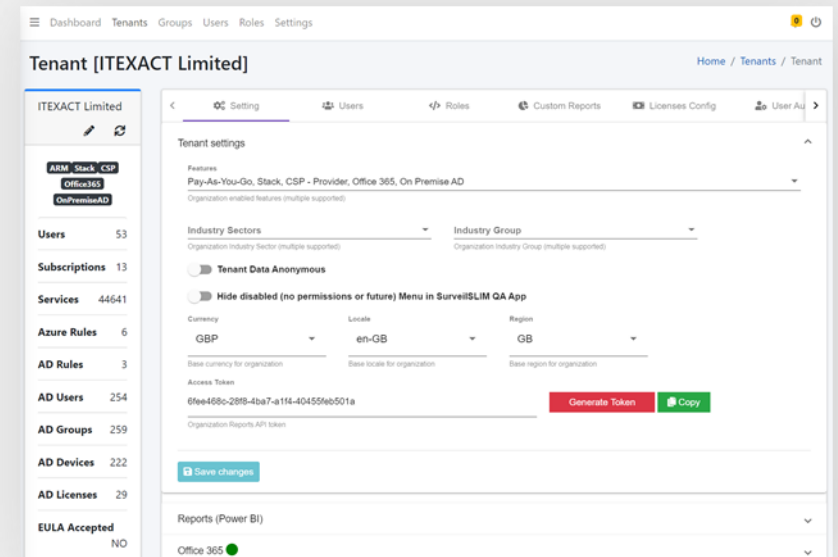 Dashboard Tenants Groups Users Roles Settings
0
Tenant [ITEXACT Limited]
Home / Tenants / Tenant
ITEXACT Limited
ARM Stack CSP
Office365
OnPremiseAD
Users 53
Subscriptions 13
Services 44641
Azure Rules 6
AD Rules 3
AD Users 254
AD Groups 259
AD Devices 222
AD Licenses 29
EULA Accepted
NO
Setting Users Roles Custom Reports Licenses Config User Au
Tenant settings
Features
Pay-As-You-Go, Stack, CSP - Provider, Office 365, On Premise AD
Organization enabled features (multiple supported)
Industry Sectors Industry Group
Organization Industry Sector (multiple supported) Organization Industry Group (multiple supported)
Tenant Data Anonymous
Hide disabled (no permissions or future) Menu in SurveilSLIM QA App
Currency Locale Region
GBP en-GB GB
Base currency for organization Base locale for organization Base region for organization
Access Token
6fee468c-28f8-4ba7-a1f4-40455feb501a
Generate Token Copy
Organization Reports API token
Save changes
Reports (Power BI)
Office 365